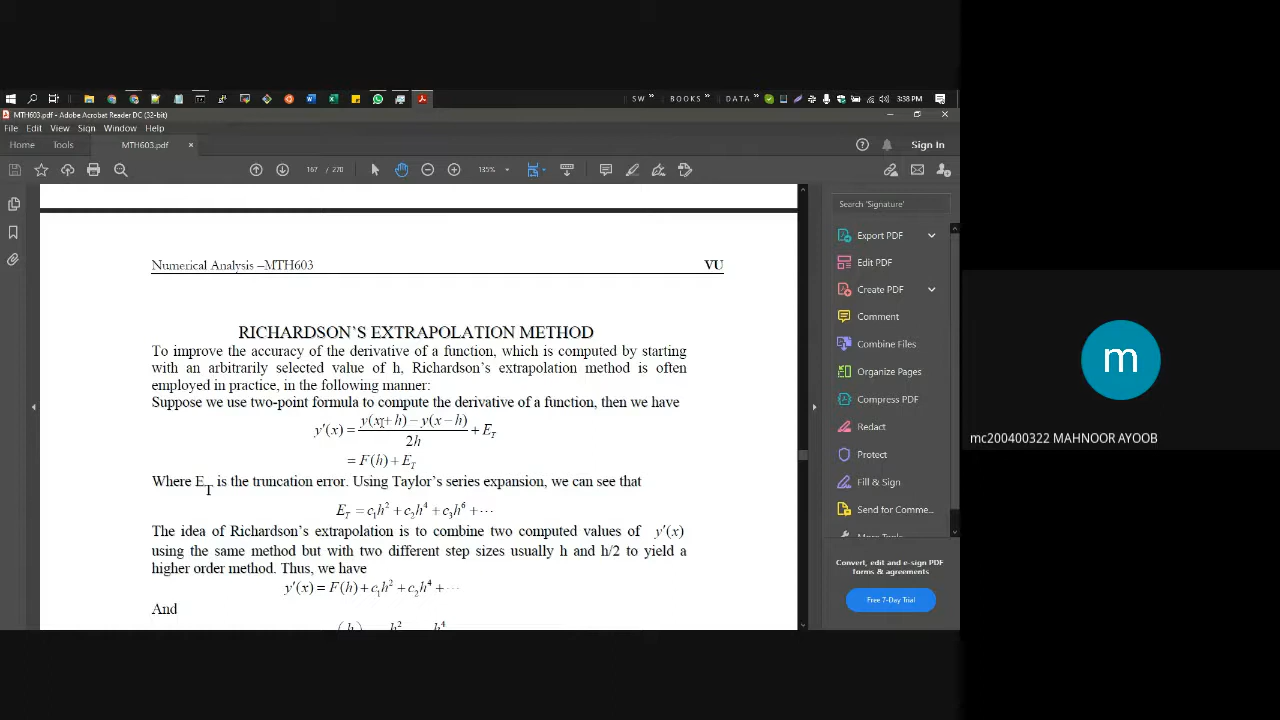 SW » BOOKS » DATA » 3:38 PM
MTH603.pdf - Adobe Acrobat Reader DC (32-bit)
File Edit View Sign Window Help
Home Tools MTH603.pdf × Sign In
167 / 270 135%
Search 'Signature'
Export PDF
Edit PDF
Create PDF
Comment
Combine Files
Organize Pages
Compress PDF
Redact
Protect
Fill & Sign
Send for Comme...
More Tools
Convert, edit and e-sign PDF
forms & agreements
Free 7-Day Trial
Numerical Analysis –MTH603 VU
RICHARDSON'S EXTRAPOLATION METHOD
To improve the accuracy of the derivative of a function, which is computed by starting
with an arbitrarily selected value of h, Richardson's extrapolation method is often
employed in practice, in the following manner:
Suppose we use two-point formula to compute the derivative of a function, then we have
y′(x) = (y(x+h) − y(x−h)) / 2h + E_T
= F(h) + E_T
Where E_T is the truncation error. Using Taylor's series expansion, we can see that
E_T = c₁h² + c₂h⁴ + c₃h⁶ + ⋯
The idea of Richardson's extrapolation is to combine two computed values of y′(x)
using the same method but with two different step sizes usually h and h/2 to yield a
higher order method. Thus, we have
y′(x) = F(h) + c₁h² + c₂h⁴ + ⋯
And
m
mc200400322 MAHNOOR AYOOB